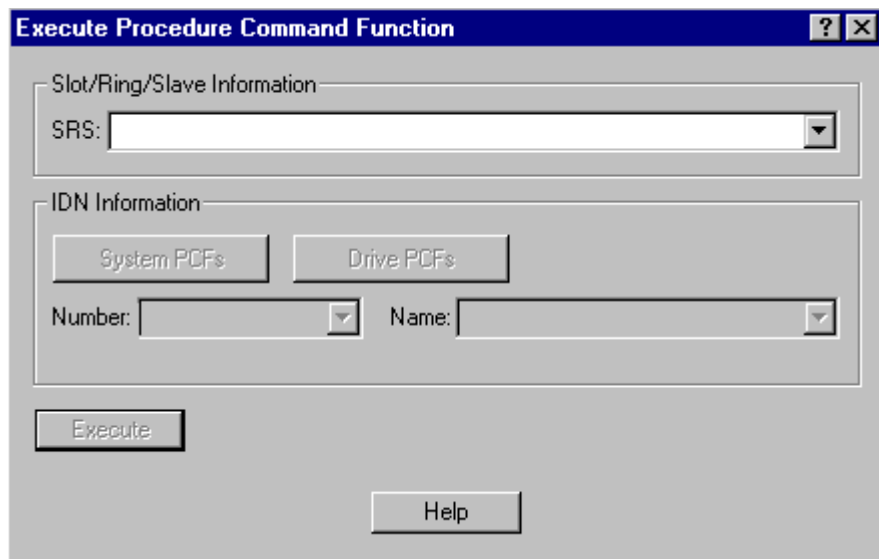 Execute Procedure Command Function
Slot/Ring/Slave Information
SRS:
IDN Information
System PCFs
Drive PCFs
Number:
Name:
Execute
Help